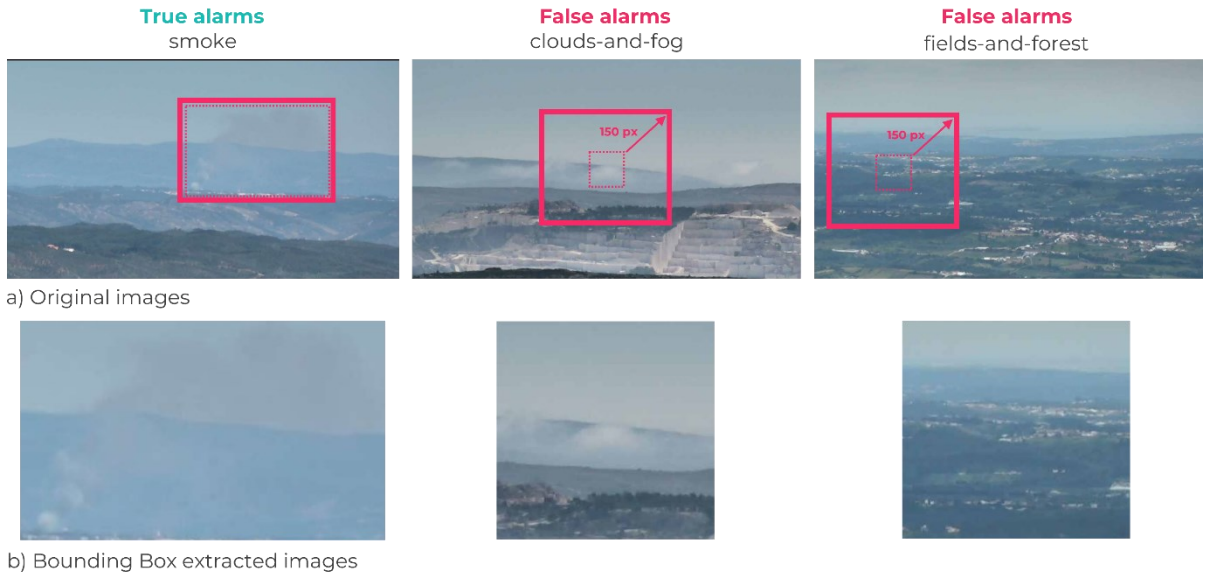 True alarms
smoke
False alarms
clouds-and-fog
False alarms
fields-and-forest
150 px
150 px
a) Original images
b) Bounding Box extracted images